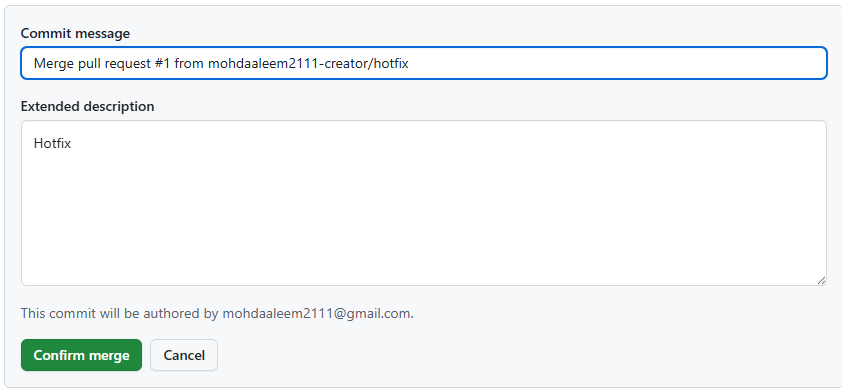 Commit message
Merge pull request #1 from mohdaaleem2111-creator/hotfix
Extended description
Hotfix
This commit will be authored by mohdaaleem2111@gmail.com.
Confirm merge
Cancel